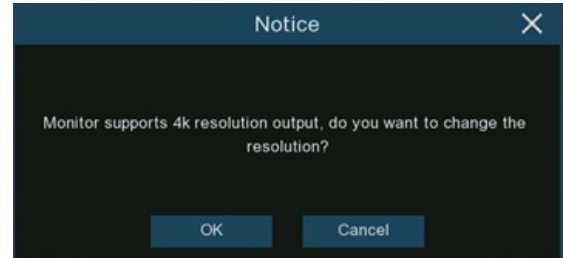 Notice
Monitor supports 4k resolution output, do you want to change the
resolution?
OK Cancel